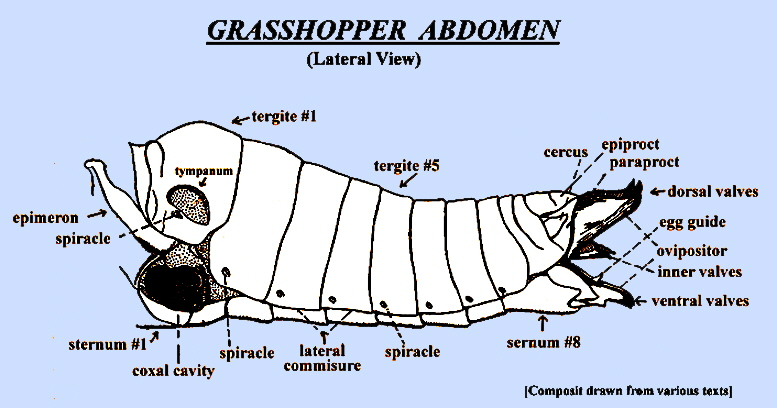 GRASSHOPPER ABDOMEN
(Lateral View)
tergite #1
tergite #5
cercus
epiproct
paraproct
tympanum
dorsal valves
epimeron
spiracle
egg guide
ovipositor
inner valves
ventral valves
sternum #1
spiracle
lateral
commisure
spiracle
sernum #8
coxal cavity
[Composit drawn from various texts]